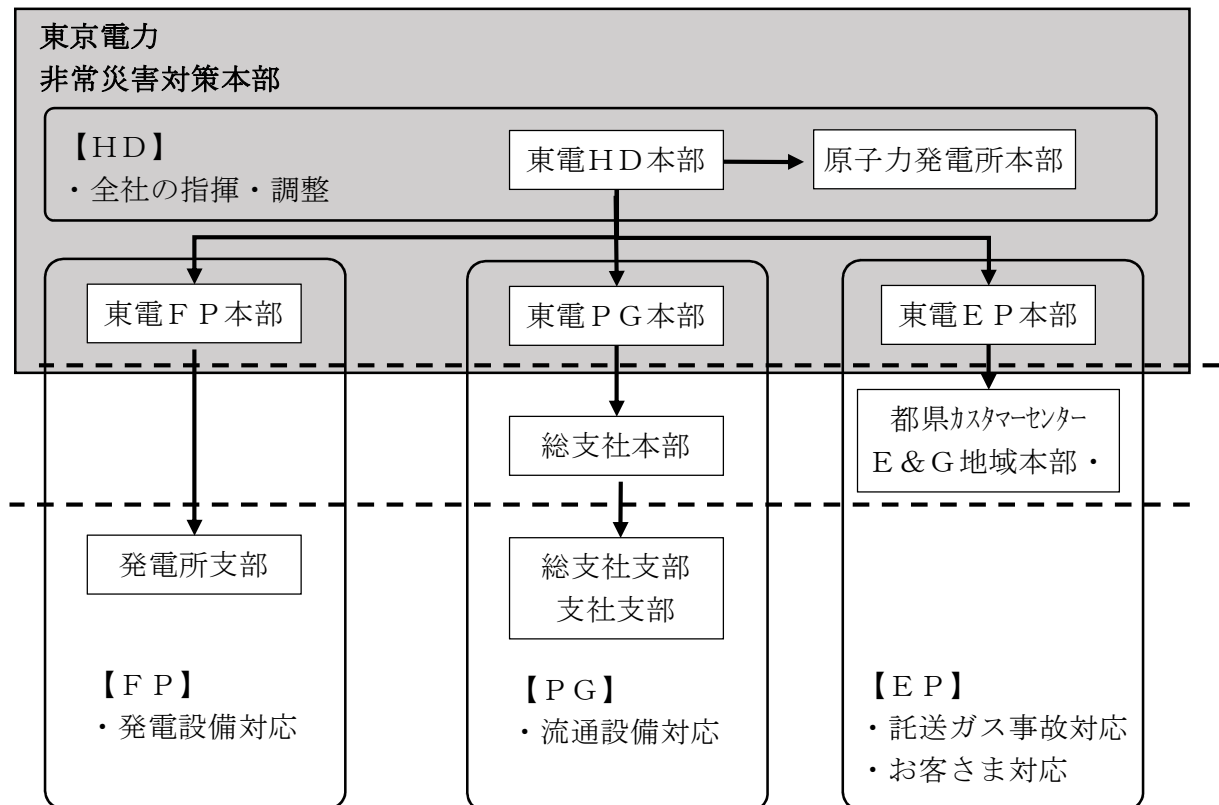 東京電力
非常災害対策本部
【ＨＤ】
・全社の指揮・調整
東電ＨＤ本部
原子力発電所本部
東電ＦＰ本部
東電ＰＧ本部
東電ＥＰ本部
総支社本部
都県ｶｽﾀﾏｰｾﾝﾀｰ
Ｅ＆Ｇ地域本部・
発電所支部
総支社支部
支社支部
【ＦＰ】
・発電設備対応
【ＰＧ】
・流通設備対応
【ＥＰ】
・託送ガス事故対応
・お客さま対応